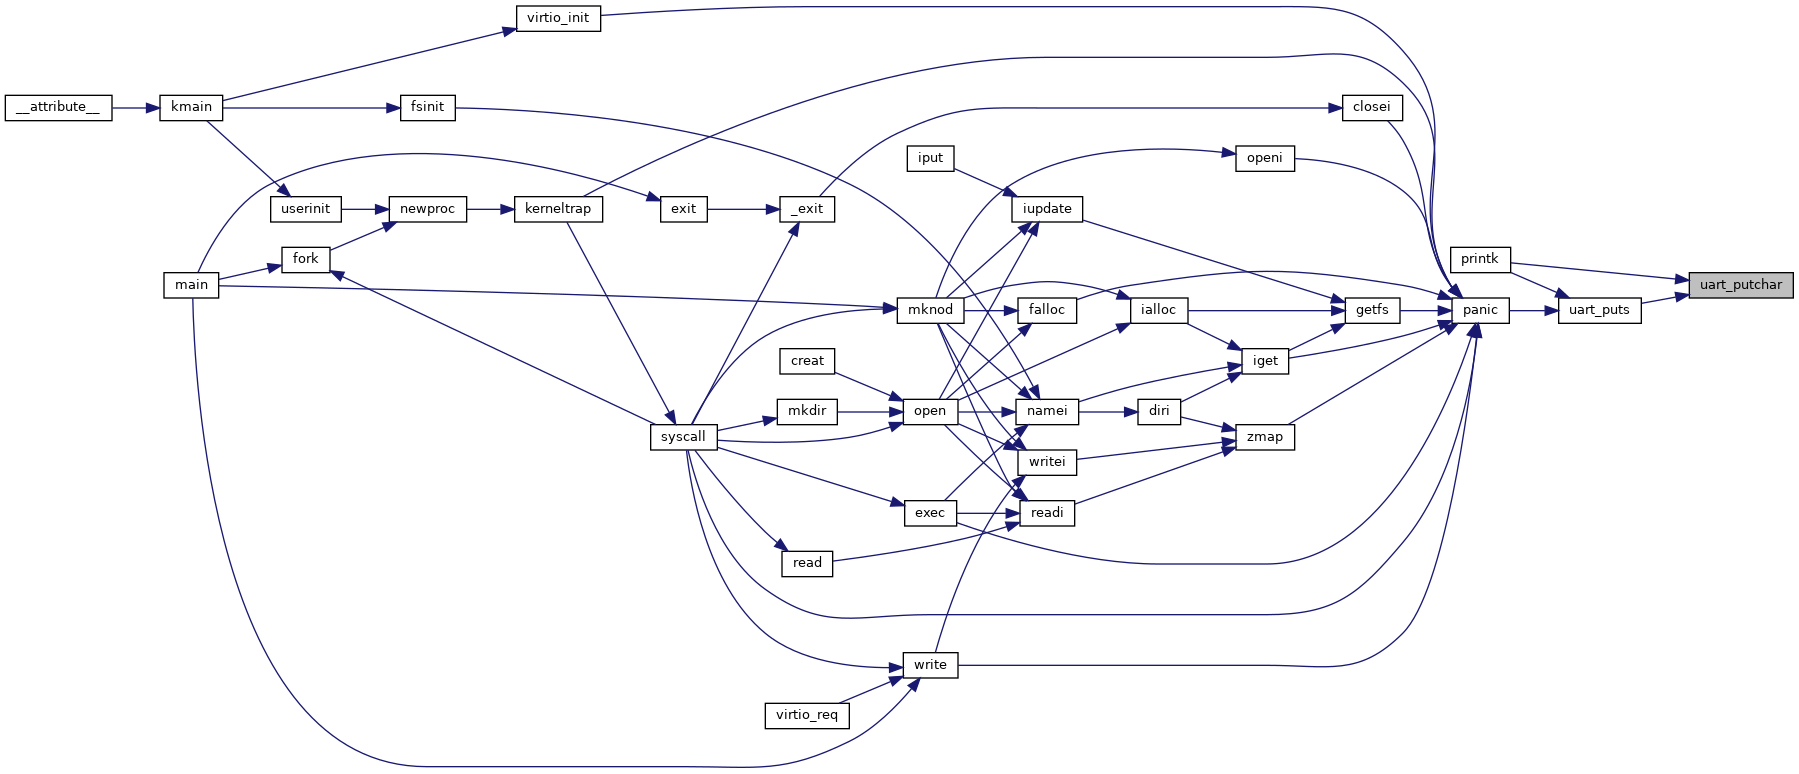 virtio_init
__attribute__
kmain
fsinit
closei
iput
openi
userinit
newproc
kerneltrap
exit
_exit
iupdate
fork
printk
main
uart_putchar
mknod
falloc
ialloc
getfs
panic
uart_puts
creat
iget
mkdir
open
namei
diri
syscall
zmap
writei
exec
readi
read
write
virtio_req